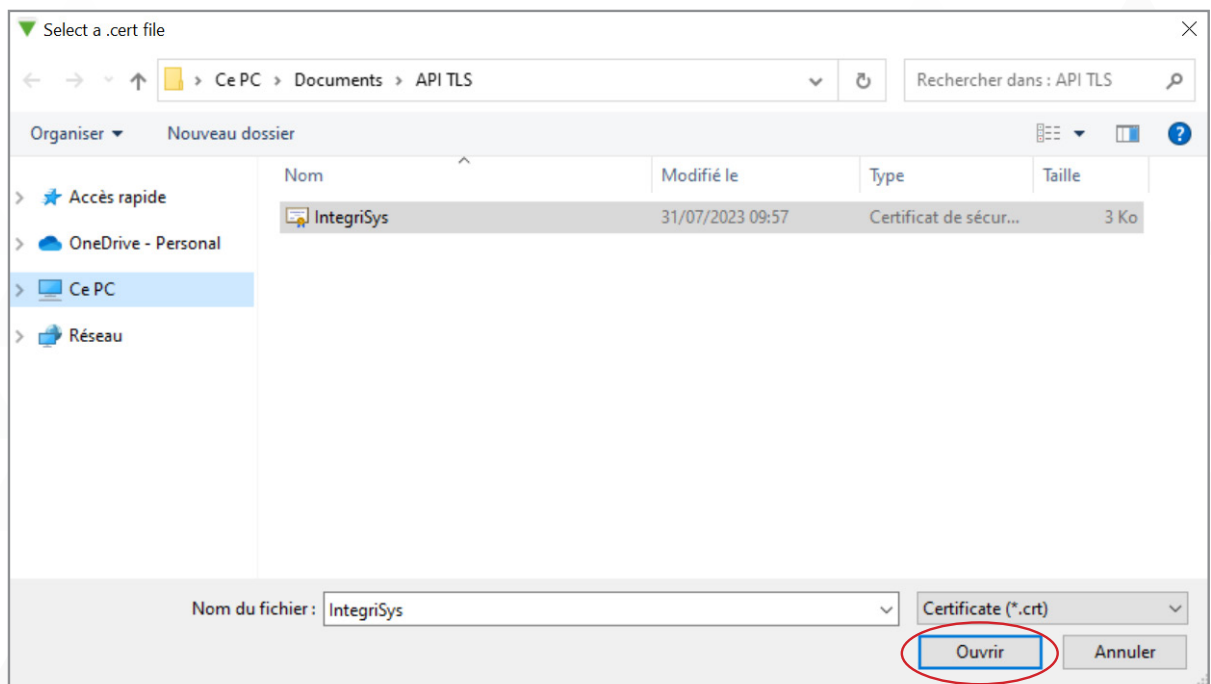 Select a .cert file
Ce PC > Documents > API TLS
Rechercher dans : API TLS
Organiser
Nouveau dossier
Nom
Modifié le
Type
Taille
Accès rapide
OneDrive - Personal
Ce PC
Réseau
IntegriSys
31/07/2023 09:57
Certificat de sécur...
3 Ko
Nom du fichier :
IntegriSys
Certificate (*.crt)
Ouvrir
Annuler